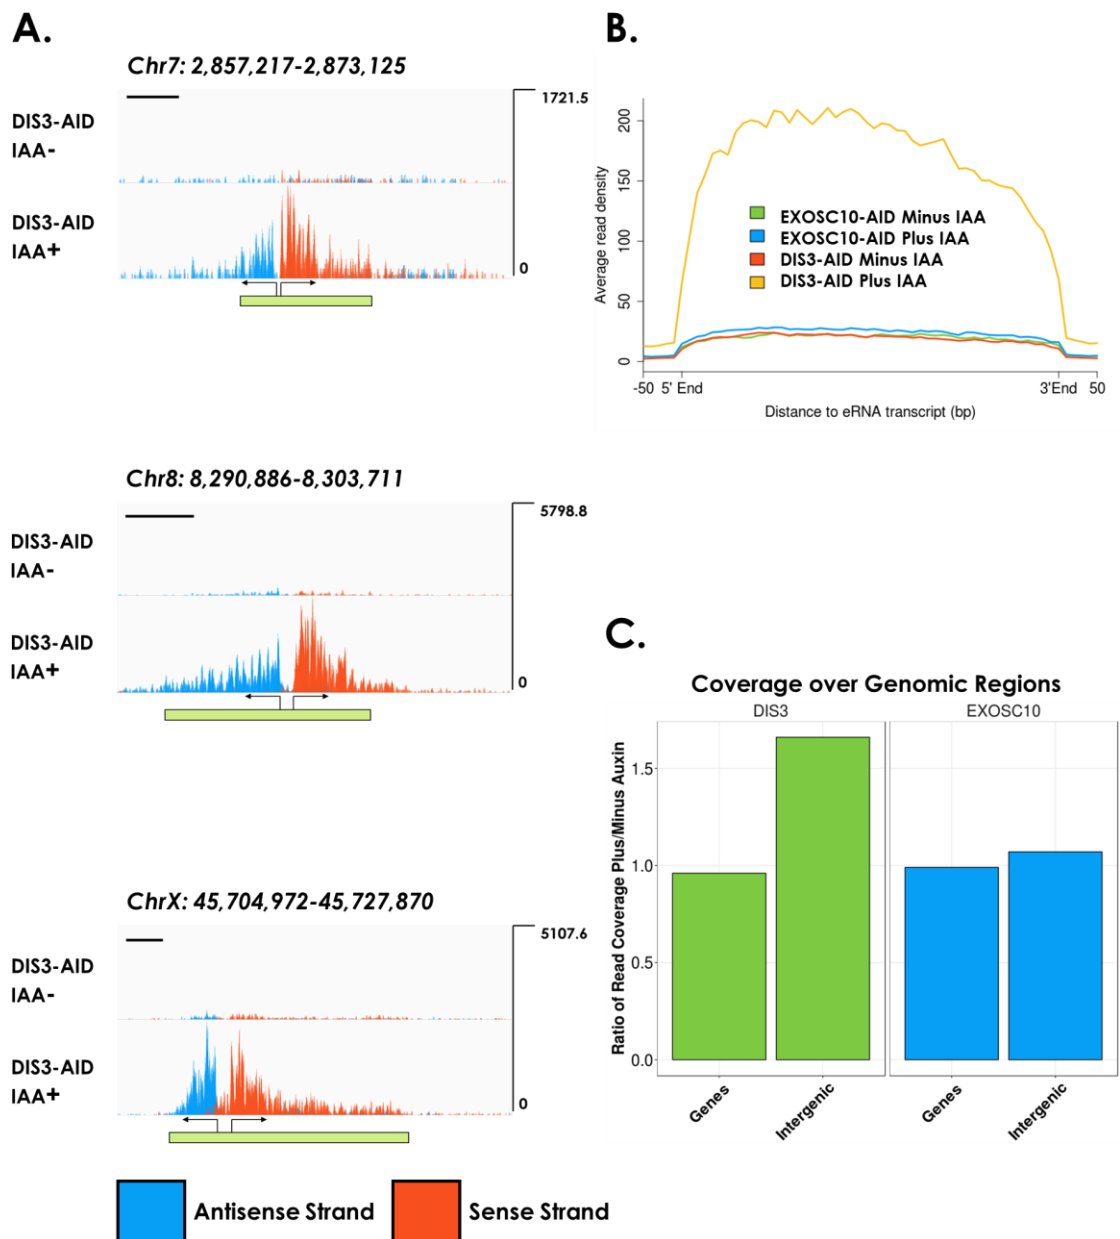 A.
Chr7: 2,857,217-2,873,125
1721.5
DIS3-AID
IAA-
DIS3-AID
IAA+
0
Chr8: 8,290,886-8,303,711
5798.8
DIS3-AID
IAA-
DIS3-AID
IAA+
0
ChrX: 45,704,972-45,727,870
5107.6
DIS3-AID
IAA-
DIS3-AID
IAA+
0
Antisense Strand
Sense Strand
B.
Average read density
200
150
100
50
0
EXOSC10-AID Minus IAA
EXOSC10-AID Plus IAA
DIS3-AID Minus IAA
DIS3-AID Plus IAA
-50 5' End 3'End 50
Distance to eRNA transcript (bp)
C.
Coverage over Genomic Regions
DIS3 EXOSC10
Ratio of Read Coverage Plus/Minus Auxin
1.5
1.0
0.5
0.0
Genes Intergenic Genes Intergenic